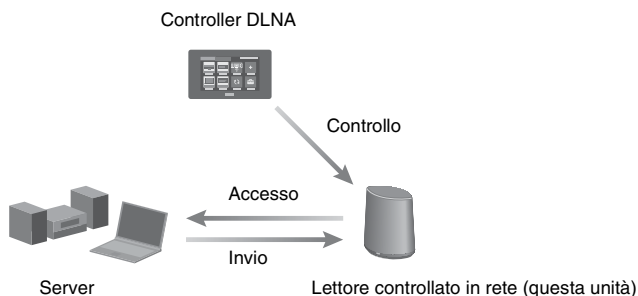 Controller DLNA
Controllo
Accesso
Invio
Server
Lettore controllato in rete (questa unità)